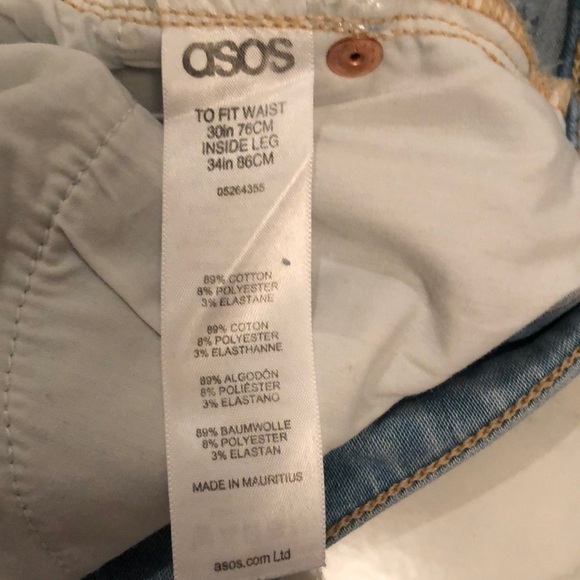 asos
TO FIT WAIST
30in 76CM
INSIDE LEG
34in 86CM
05264355
89% COTTON
8% POLYESTER
3% ELASTANE
89% COTON
8% POLYESTER
3% ELASTHANNE
89% ALGODÓN
8% POLIÉSTER
3% ELASTANO
89% BAUMWOLLE
8% POLYESTER
3% ELASTAN
MADE IN MAURITIUS
asos.com Ltd